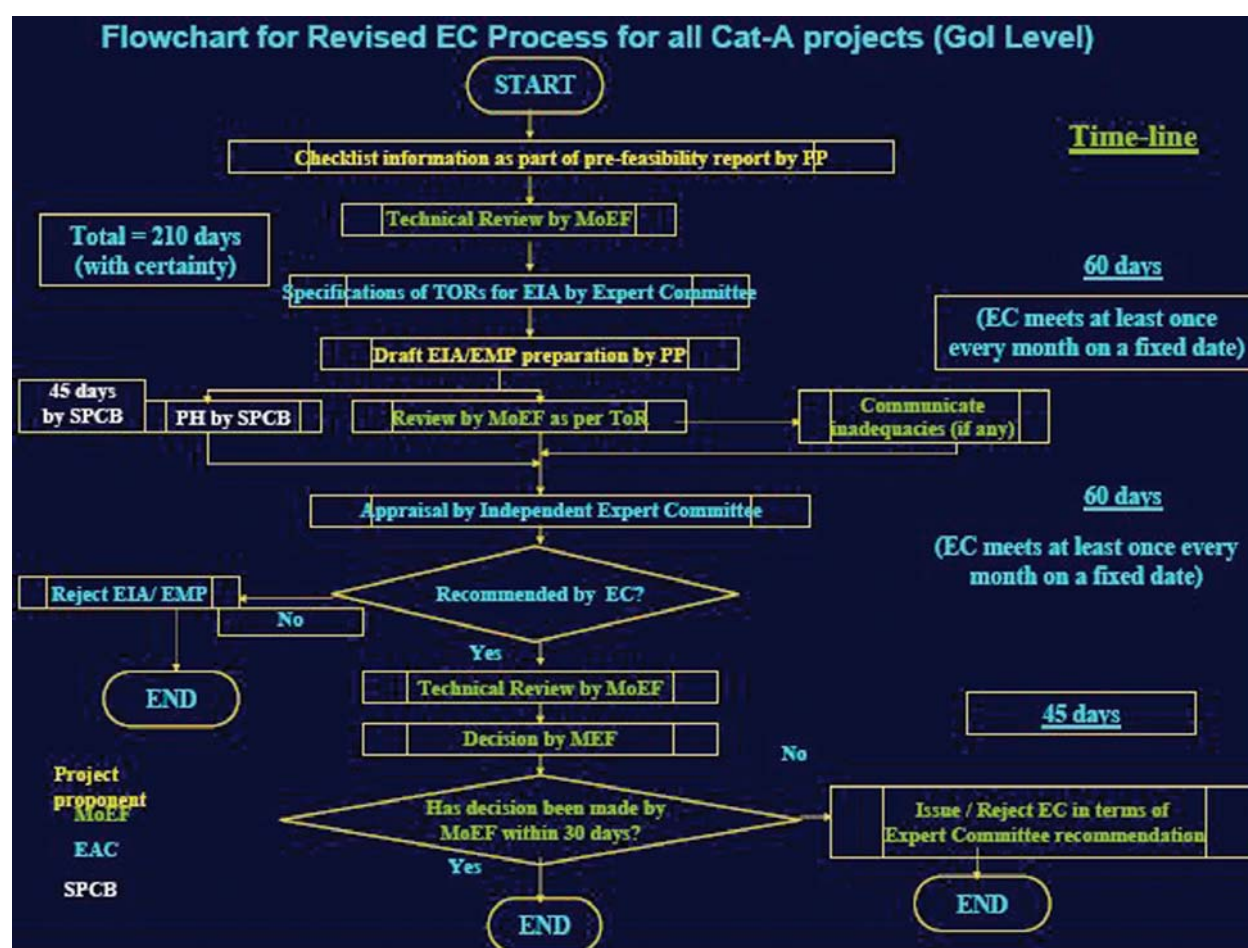 Flowchart for Revised EC Process for all Cat-A projects (GoI Level)
START
Time-line
Checklist information as part of pre-feasibility report by PP
Technical Review by MoEF
Total = 210 days
(with certainty)
60 days
Specifications of TORs for EIA by Expert Committee
(EC meets at least once
every month on a fixed date)
Draft EIA/EMP preparation by PP
45 days
by SPCB
PH by SPCB
Review by MoEF as per ToR
Communicate
inadequacies (if any)
60 days
Appraisal by Independent Expert Committee
(EC meets at least once every
month on a fixed date)
Reject EIA/ EMP
Recommended by EC?
No
Yes
END
Technical Review by MoEF
45 days
Decision by MEF
No
Project
proponent
MoEF
Has decision been made by
MoEF within 30 days?
Issue / Reject EC in terms of
Expert Committee recommendation
EAC
Yes
SPCB
END
END